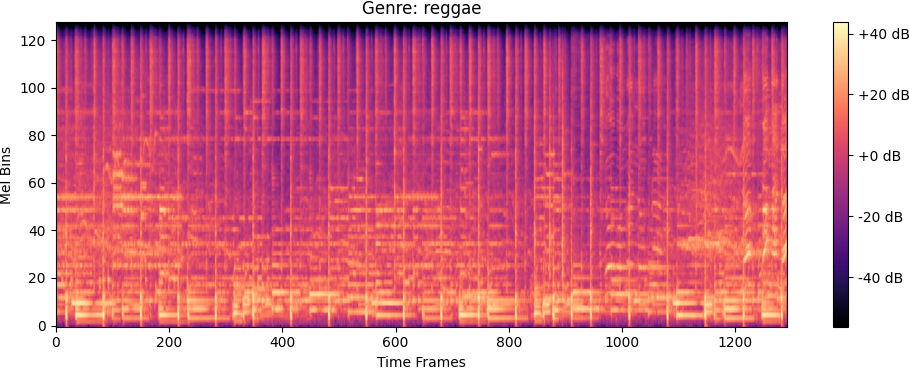 Genre: reggae
120
100
80
60
40
20
0
Mel Bins
0 200 400 600 800 1000 1200
Time Frames
+40 dB
+20 dB
+0 dB
-20 dB
-40 dB